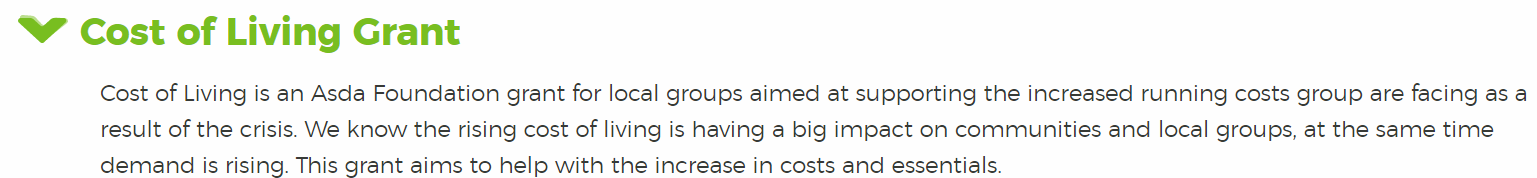 Cost of Living Grant
Cost of Living is an Asda Foundation grant for local groups aimed at supporting the increased running costs group are facing as a
result of the crisis. We know the rising cost of living is having a big impact on communities and local groups, at the same time
demand is rising. This grant aims to help with the increase in costs and essentials.